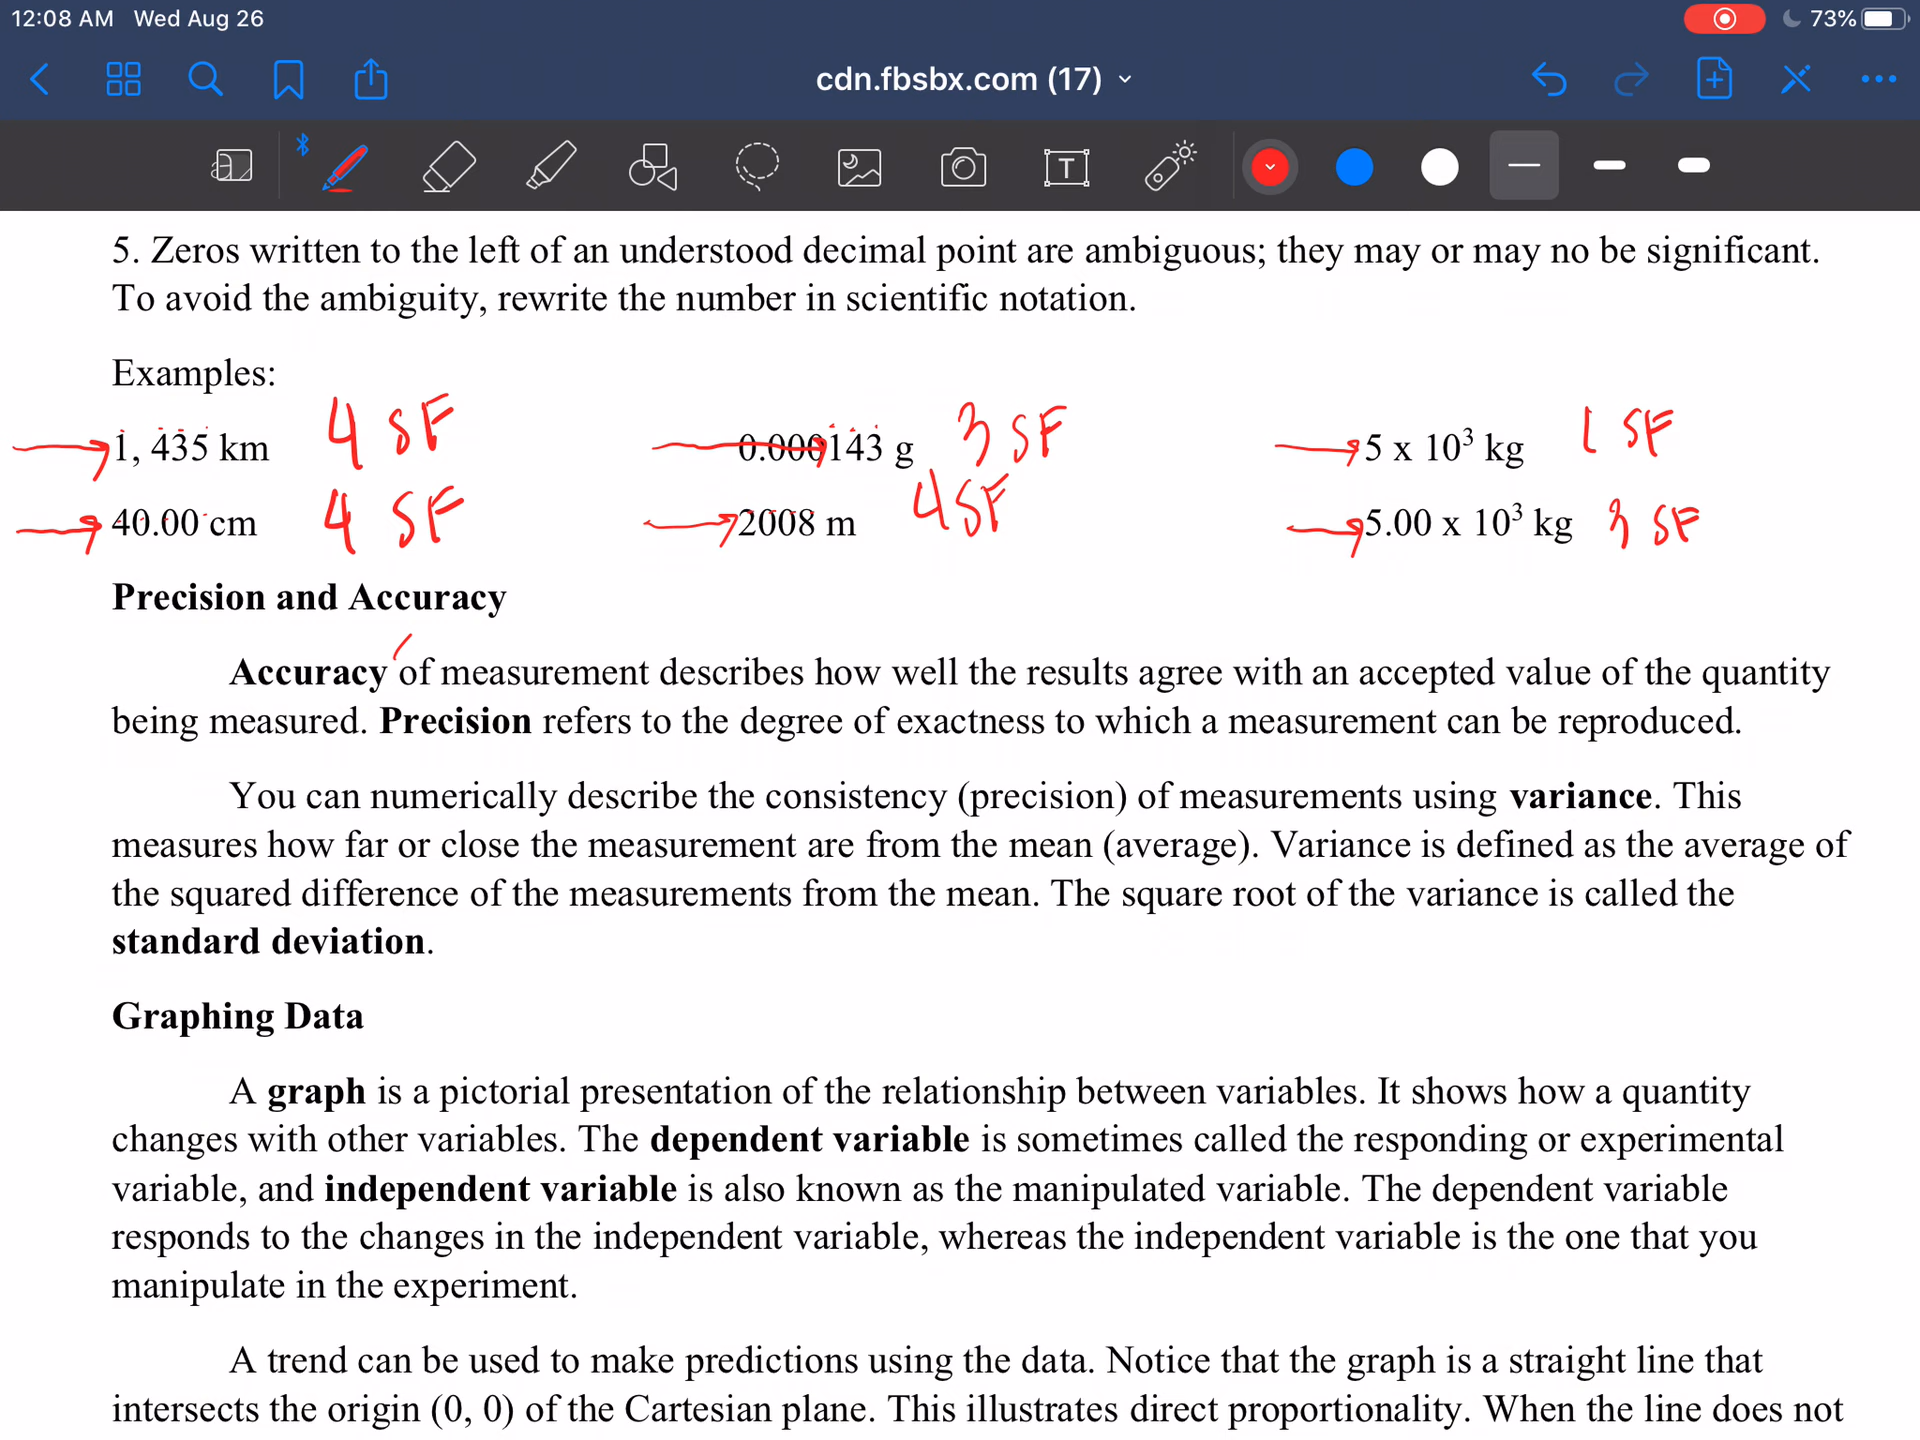 12:08 AM Wed Aug 26 73%
cdn.fbsbx.com (17)
5. Zeros written to the left of an understood decimal point are ambiguous; they may or may no be significant.
To avoid the ambiguity, rewrite the number in scientific notation.
Examples:
1, 435 km 4 SF 0.000143 g 3 SF 5 x 10³ kg 1 SF
40.00 cm 4 SF 2008 m 4SF 5.00 x 10³ kg 3 SF
Precision and Accuracy
Accuracy of measurement describes how well the results agree with an accepted value of the quantity
being measured. Precision refers to the degree of exactness to which a measurement can be reproduced.
You can numerically describe the consistency (precision) of measurements using variance. This
measures how far or close the measurement are from the mean (average). Variance is defined as the average of
the squared difference of the measurements from the mean. The square root of the variance is called the
standard deviation.
Graphing Data
A graph is a pictorial presentation of the relationship between variables. It shows how a quantity
changes with other variables. The dependent variable is sometimes called the responding or experimental
variable, and independent variable is also known as the manipulated variable. The dependent variable
responds to the changes in the independent variable, whereas the independent variable is the one that you
manipulate in the experiment.
A trend can be used to make predictions using the data. Notice that the graph is a straight line that
intersects the origin (0, 0) of the Cartesian plane. This illustrates direct proportionality. When the line does not